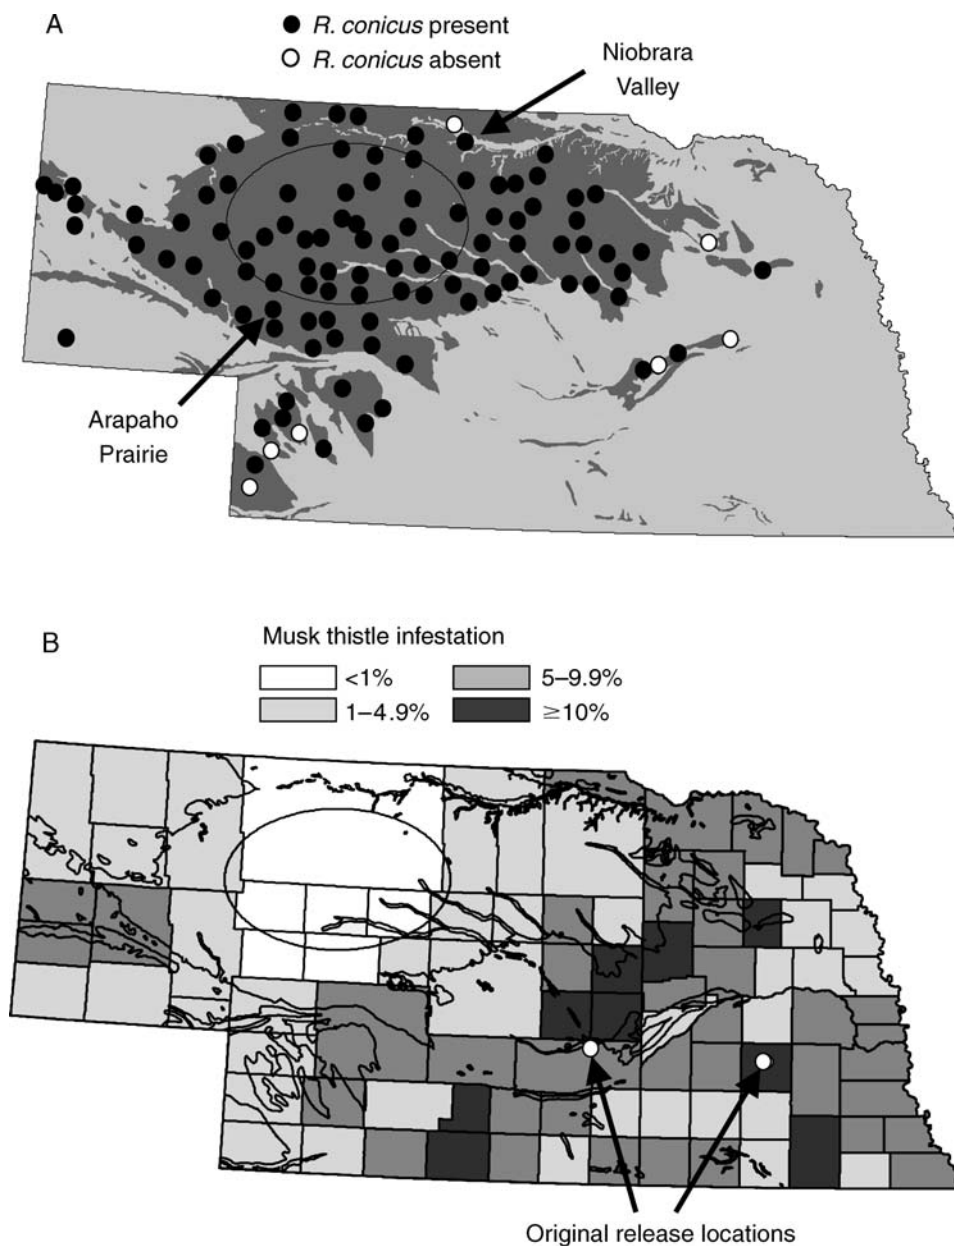 A
R. conicus present
R. conicus absent
Niobrara
Valley
Arapaho
Prairie
B
Musk thistle infestation
<1%
5–9.9%
1–4.9%
≥10%
Original release locations